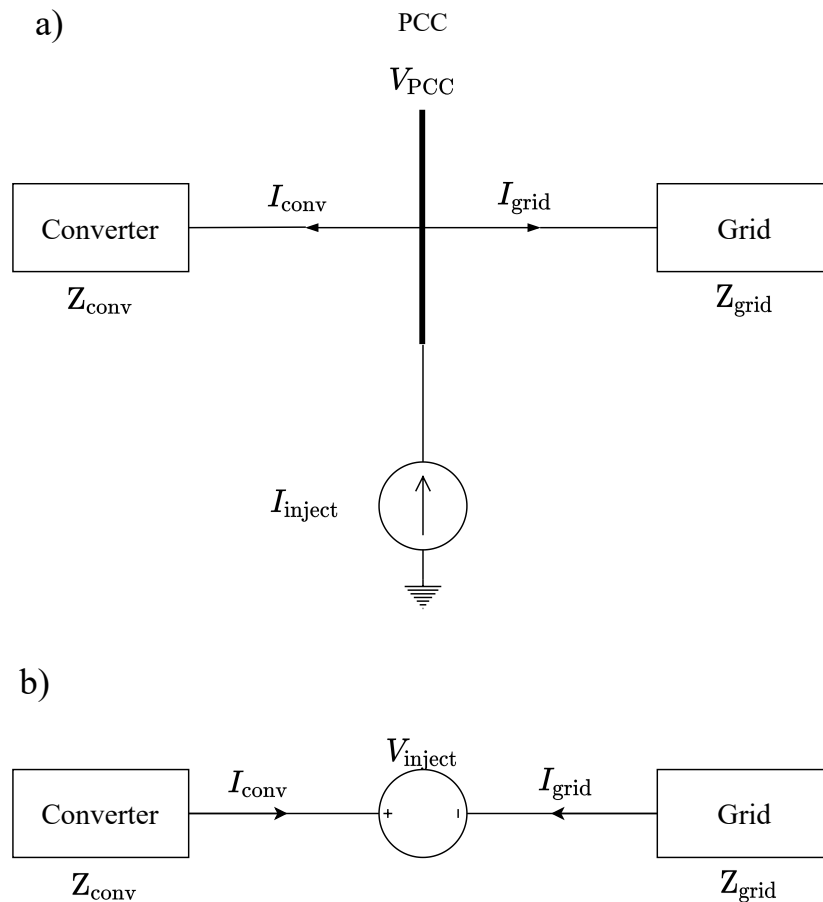 a)
PCC
V_PCC
I_conv
I_grid
Converter
Grid
Z_conv
Z_grid
I_inject
b)
V_inject
I_conv
I_grid
Converter
+
-
Grid
Z_conv
Z_grid